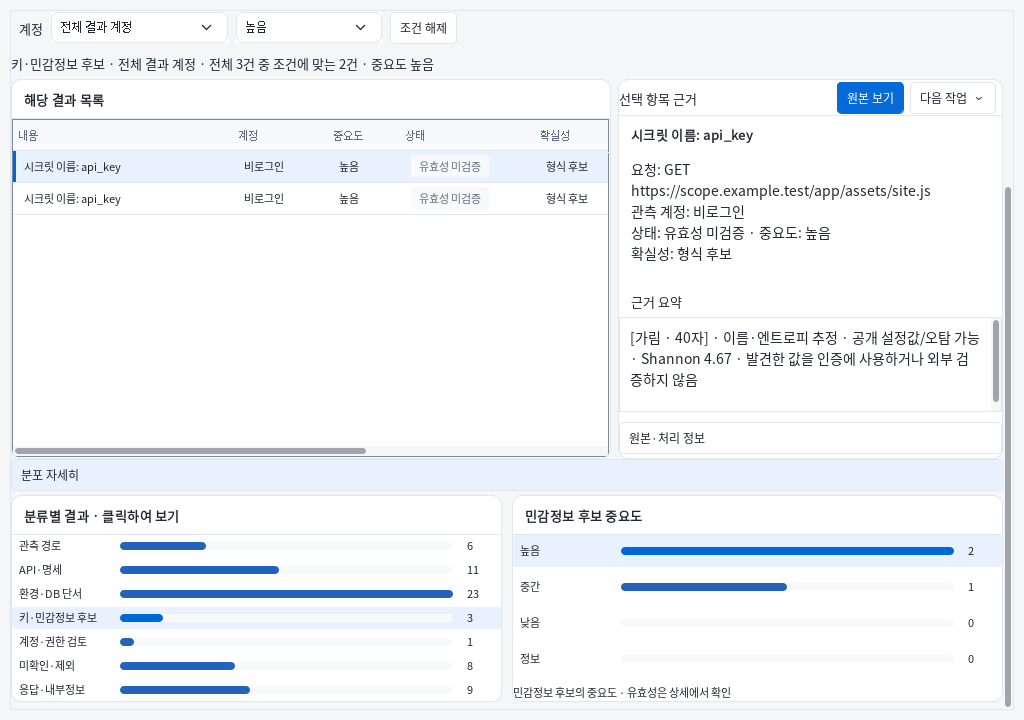 계정 전체 결과 계정 높음 조건 해제
키·민감정보 후보 · 전체 결과 계정 · 전체 3건 중 조건에 맞는 2건 · 중요도 높음
해당 결과 목록
내용 계정 중요도 상태 확실성
시크릿 이름: api_key 비로그인 높음 유효성 미검증 형식 후보
시크릿 이름: api_key 비로그인 높음 유효성 미검증 형식 후보
선택 항목 근거 원본 보기 다음 작업
시크릿 이름: api_key
요청: GET
https://scope.example.test/app/assets/site.js
관측 계정: 비로그인
상태: 유효성 미검증 · 중요도: 높음
확실성: 형식 후보
근거 요약
[가림 · 40자] · 이름·엔트로피 추정 · 공개 설정값/오탐 가능
· Shannon 4.67 · 발견한 값을 인증에 사용하거나 외부 검
증하지 않음
원본·처리 정보
분포 자세히
분류별 결과 · 클릭하여 보기
관측 경로 6
API·명세 11
환경·DB 단서 23
키·민감정보 후보 3
계정·권한 검토 1
미확인·제외 8
응답·내부정보 9
민감정보 후보 중요도
높음 2
중간 1
낮음 0
정보 0
민감정보 후보의 중요도 · 유효성은 상세에서 확인